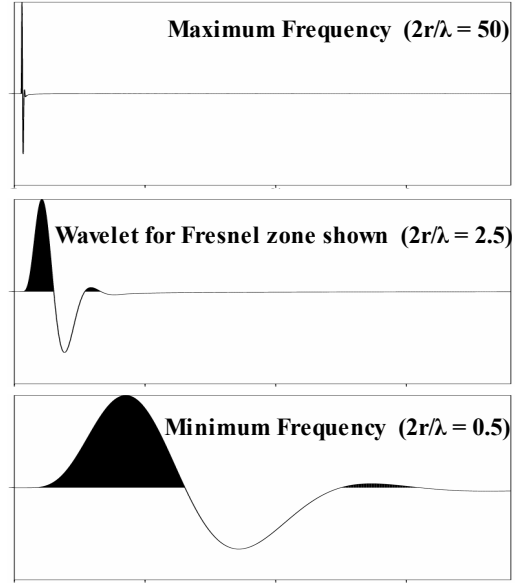 Maximum Frequency (2r/λ = 50)
Wavelet for Fresnel zone shown (2r/λ = 2.5)
Minimum Frequency (2r/λ = 0.5)